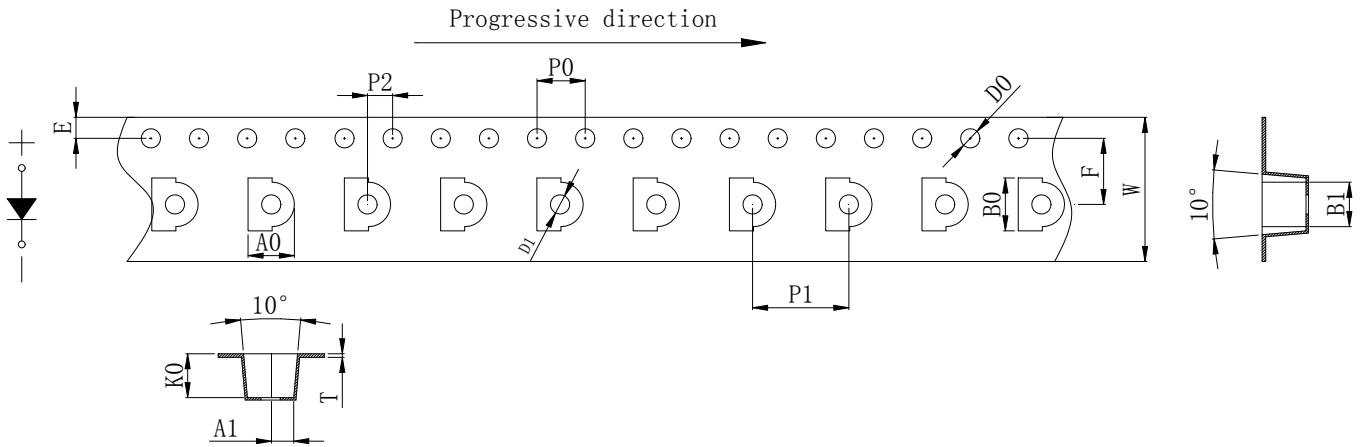 Progressive direction
P2
P0
D0
E
+
F
W
B0
10°
B1
A0
D1
P1
—
10°
K0
T
A1